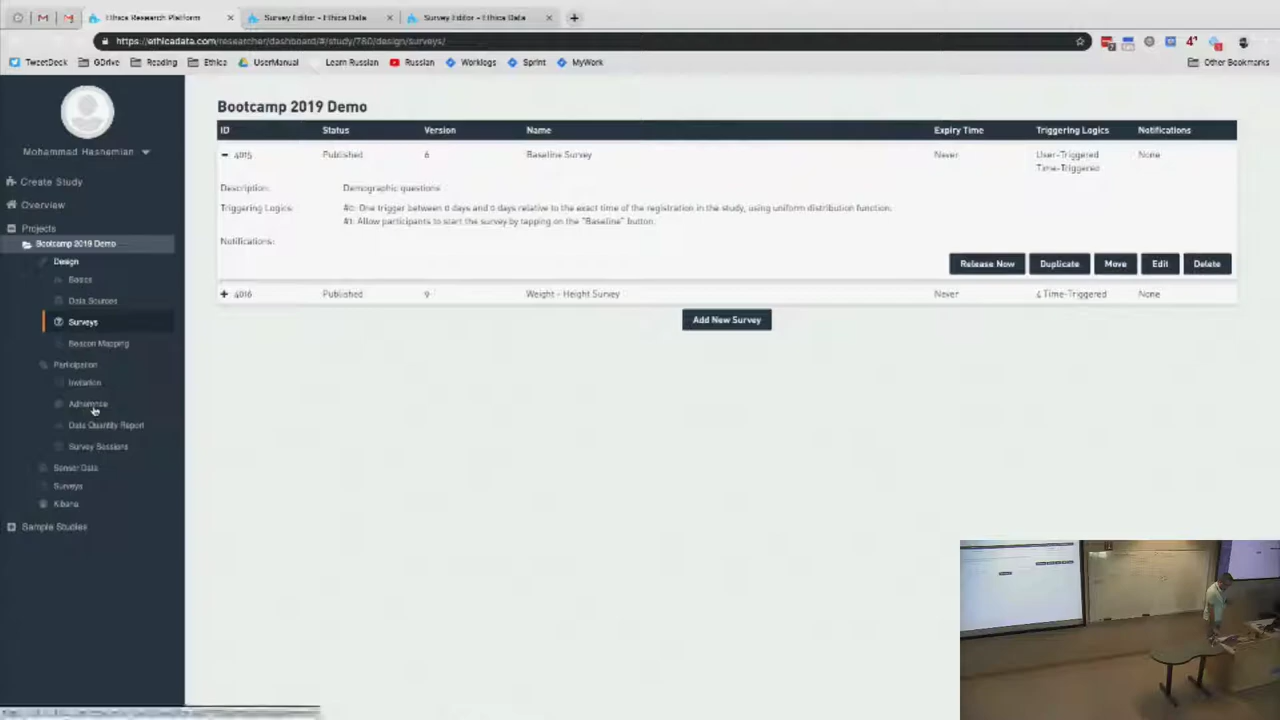 Ethica Research Platform
Survey Editor - Ethica Data
Survey Editor - Ethica Data
https://ethicadata.com/researcher/dashboard/#/study/780/design/surveys/
TweetDeck
GDrive
Reading
Ethica
UserManual
Learn Russian
Russian
Worklogs
Sprint
MyWork
Other Bookmarks
Mohammad Hashemian
Create Study
Overview
Projects
Bootcamp 2019 Demo
Design
Basics
Data Sources
Surveys
Beacon Mapping
Participation
Invitation
Adherence
Data Quantity Report
Survey Sessions
Sensor Data
Surveys
Kibana
Sample Studies
Bootcamp 2019 Demo
ID Status Version Name Expiry Time Triggering Logics Notifications
4015 Published 6 Baseline Survey Never User-Triggered None
Time-Triggered
Description: Demographic questions
Triggering Logics: #0: One trigger between 0 days and 0 days relative to the exact time of the registration in the study, using uniform distribution function.
#1: Allow participants to start the survey by tapping on the "Baseline" button.
Notifications:
Release Now Duplicate Move Edit Delete
4016 Published 9 Weight - Height Survey Never 4 Time-Triggered None
Add New Survey